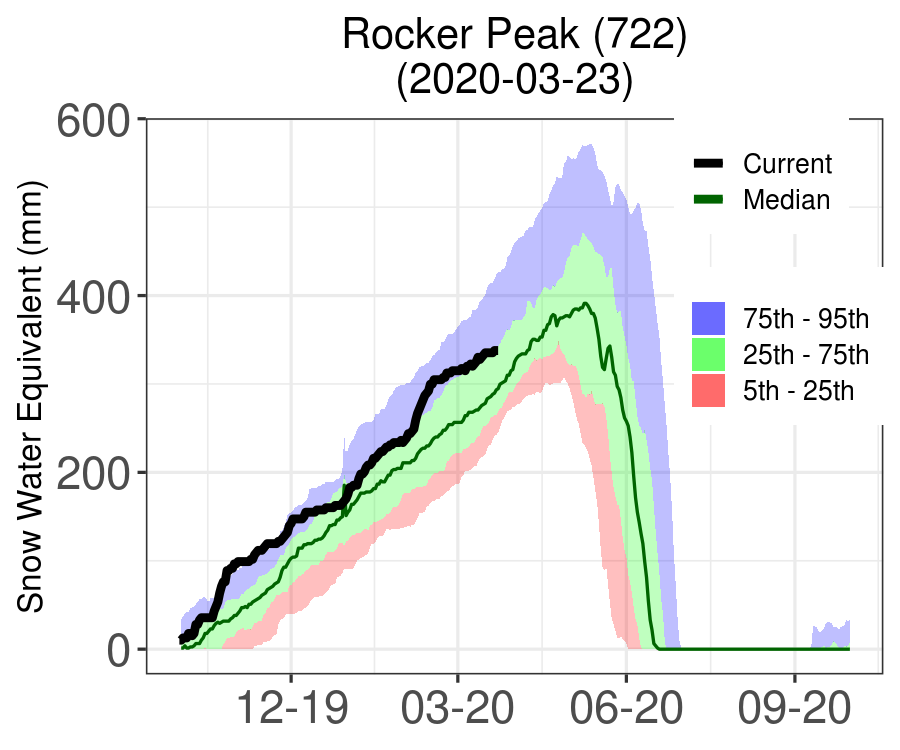 Rocker Peak (722)
(2020-03-23)
Snow Water Equivalent (mm)
600
400
200
0
12-19
03-20
06-20
09-20
Current
Median
75th - 95th
25th - 75th
5th - 25th